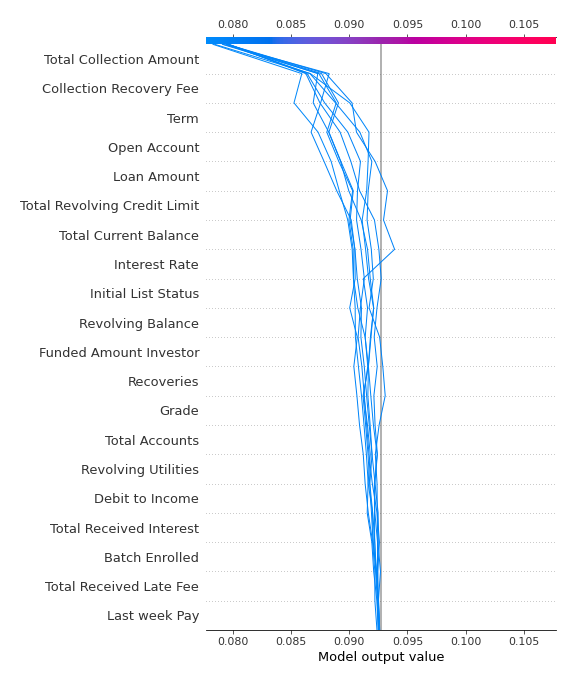 0.080 0.085 0.090 0.095 0.100 0.105
Total Collection Amount
Collection Recovery Fee
Term
Open Account
Loan Amount
Total Revolving Credit Limit
Total Current Balance
Interest Rate
Initial List Status
Revolving Balance
Funded Amount Investor
Recoveries
Grade
Total Accounts
Revolving Utilities
Debt to Income
Total Received Interest
Batch Enrolled
Total Received Late Fee
Last week Pay
0.080 0.085 0.090 0.095 0.100 0.105
Model output value